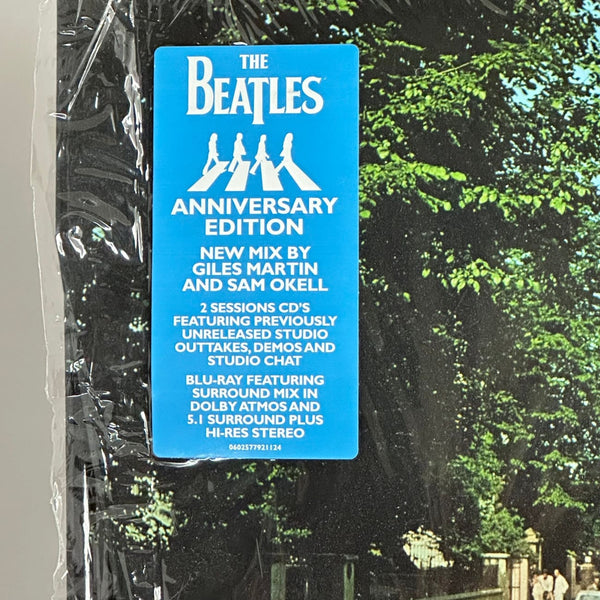 THE
BEATLES
ANNIVERSARY
EDITION
NEW MIX BY
GILES MARTIN
AND SAM OKELL
2 SESSIONS CD'S
FEATURING PREVIOUSLY
UNRELEASED STUDIO
OUTTAKES, DEMOS AND
STUDIO CHAT
BLU-RAY FEATURING
SURROUND MIX IN
DOLBY ATMOS AND
5.1 SURROUND PLUS
HI-RES STEREO
0602577921124